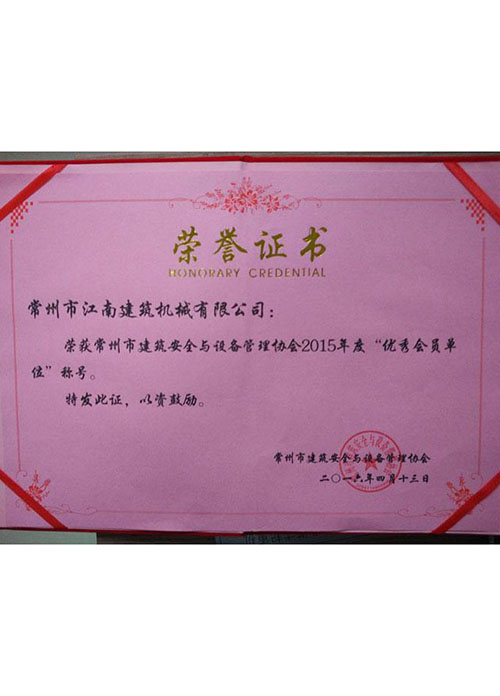 荣誉证书
HONORARY CREDENTIAL
常州市江南建筑机械有限公司：
荣获常州市建筑安全与设备管理协会2015年度“优秀会员单
位”称号。
特发此证，以资鼓励。
常州市建筑安全与设备管理协会
二〇一六年四月十三日